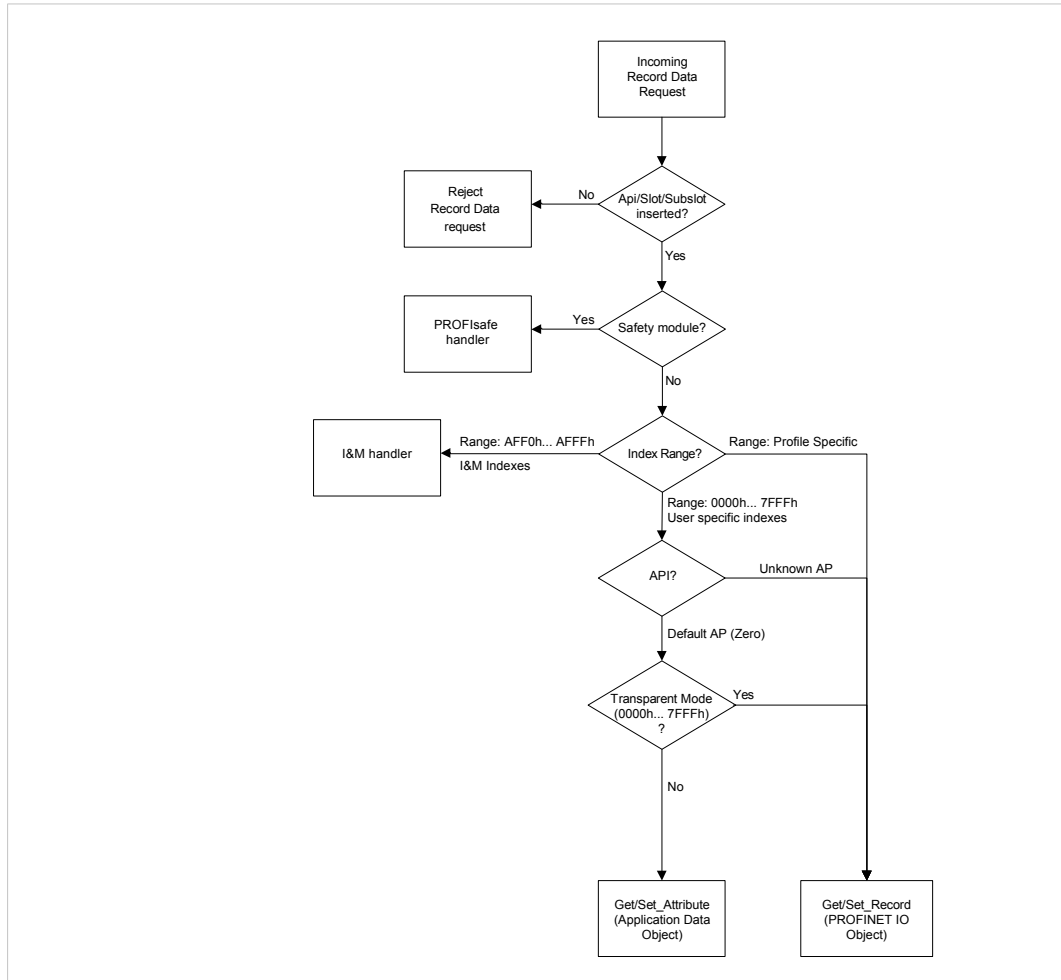 Incoming
Record Data
Request
Api/Slot/Subslot
inserted?
No
Reject
Record Data
request
Yes
Safety module?
Yes
PROFIsafe
handler
No
Index Range?
Range: AFF0h... AFFFh
I&M Indexes
I&M handler
Range: Profile Specific
Range: 0000h... 7FFFh
User specific indexes
API?
Unknown AP
Default AP (Zero)
Transparent Mode
(0000h... 7FFFh)
?
Yes
No
Get/Set_Attribute
(Application Data
Object)
Get/Set_Record
(PROFINET IO
Object)